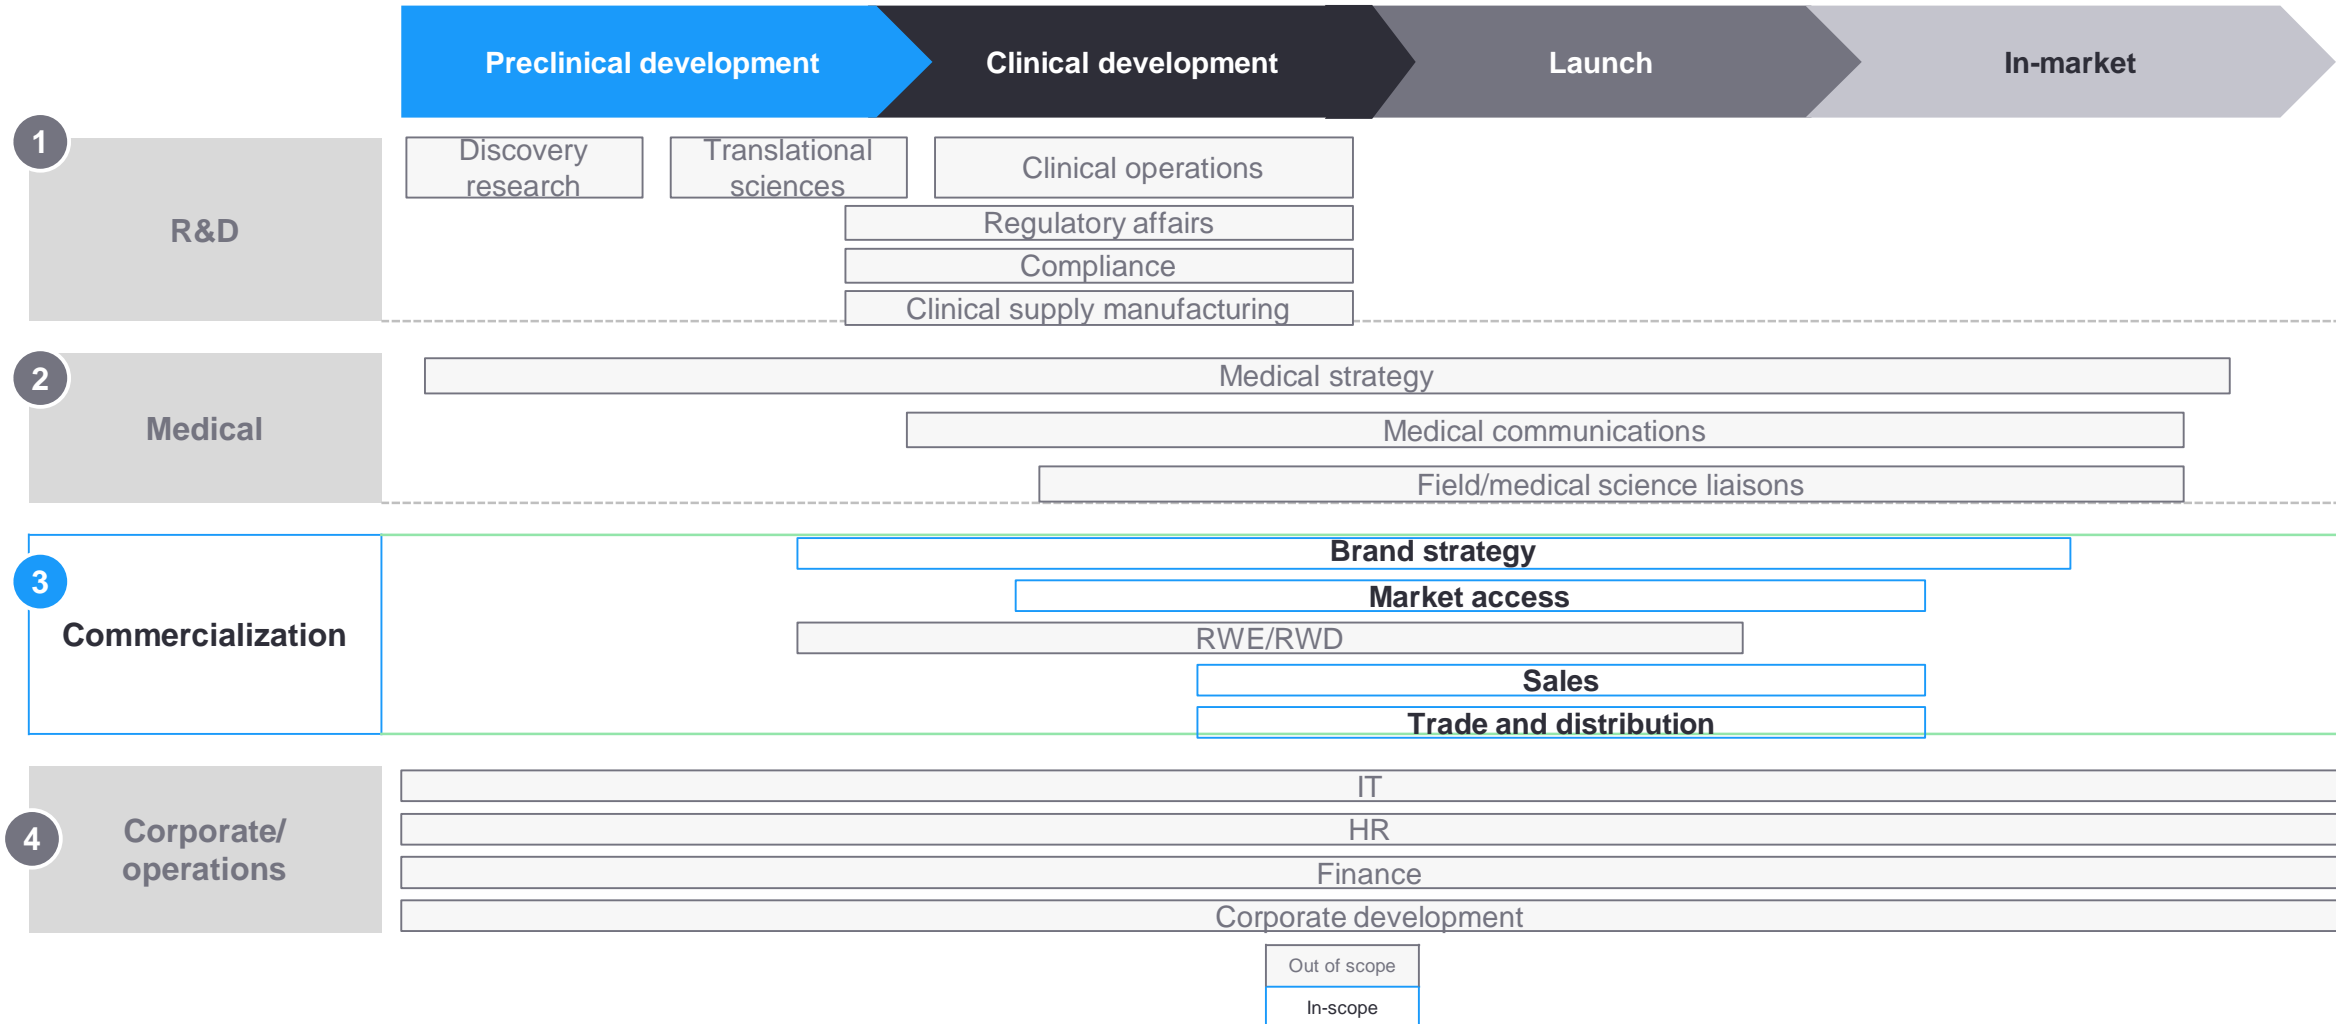 Preclinical development
Clinical development
Launch
In-market
1
R&D
Discovery
research
Translational
sciences
Clinical operations
Regulatory affairs
Compliance
Clinical supply manufacturing
2
Medical
Medical strategy
Medical communications
Field/medical science liaisons
3
Commercialization
Brand strategy
Market access
RWE/RWD
Sales
Trade and distribution
4
Corporate/
operations
IT
HR
Finance
Corporate development
Out of scope
In-scope